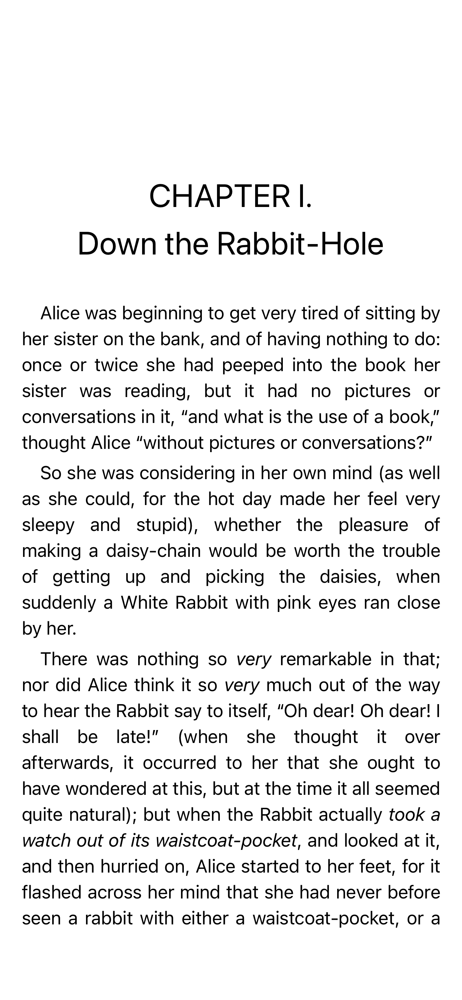 CHAPTER I.
Down the Rabbit-Hole
Alice was beginning to get very tired of sitting by
her sister on the bank, and of having nothing to do:
once or twice she had peeped into the book her
sister was reading, but it had no pictures or
conversations in it, “and what is the use of a book,”
thought Alice “without pictures or conversations?”
So she was considering in her own mind (as well
as she could, for the hot day made her feel very
sleepy and stupid), whether the pleasure of
making a daisy-chain would be worth the trouble
of getting up and picking the daisies, when
suddenly a White Rabbit with pink eyes ran close
by her.
There was nothing so very remarkable in that;
nor did Alice think it so very much out of the way
to hear the Rabbit say to itself, “Oh dear! Oh dear! I
shall be late!” (when she thought it over
afterwards, it occurred to her that she ought to
have wondered at this, but at the time it all seemed
quite natural); but when the Rabbit actually took a
watch out of its waistcoat-pocket, and looked at it,
and then hurried on, Alice started to her feet, for it
flashed across her mind that she had never before
seen a rabbit with either a waistcoat-pocket, or a